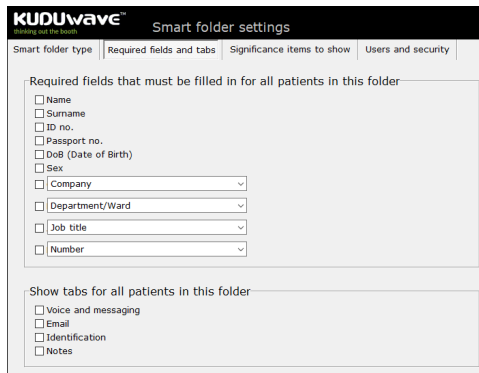 KUDUwave™
thinking out the booth
Smart folder settings
Smart folder type Required fields and tabs Significance items to show Users and security
Required fields that must be filled in for all patients in this folder
Name
Surname
ID no.
Passport no.
DoB (Date of Birth)
Sex
Company
Department/Ward
Job title
Number
Show tabs for all patients in this folder
Voice and messaging
Email
Identification
Notes